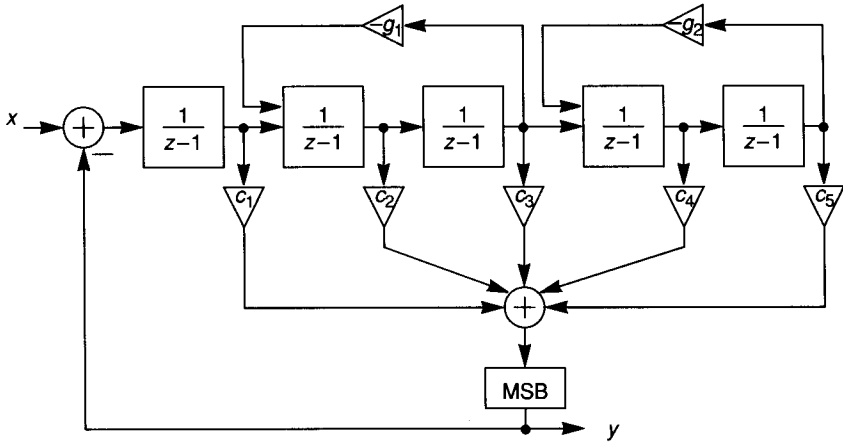 −g₁ −g₂
x + − 1/(z−1) 1/(z−1) 1/(z−1) 1/(z−1) 1/(z−1)
c₁ c₂ c₃ c₄ c₅
+
MSB
y